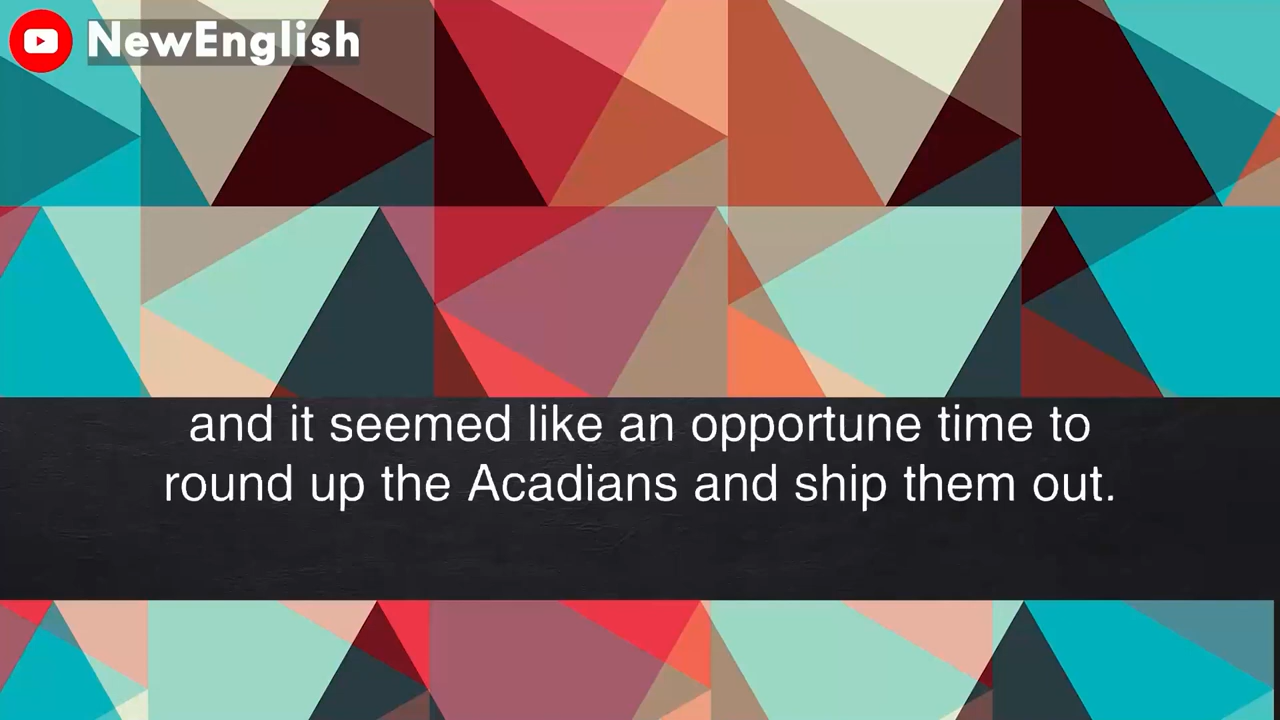 NewEnglish
and it seemed like an opportune time to
round up the Acadians and ship them out.